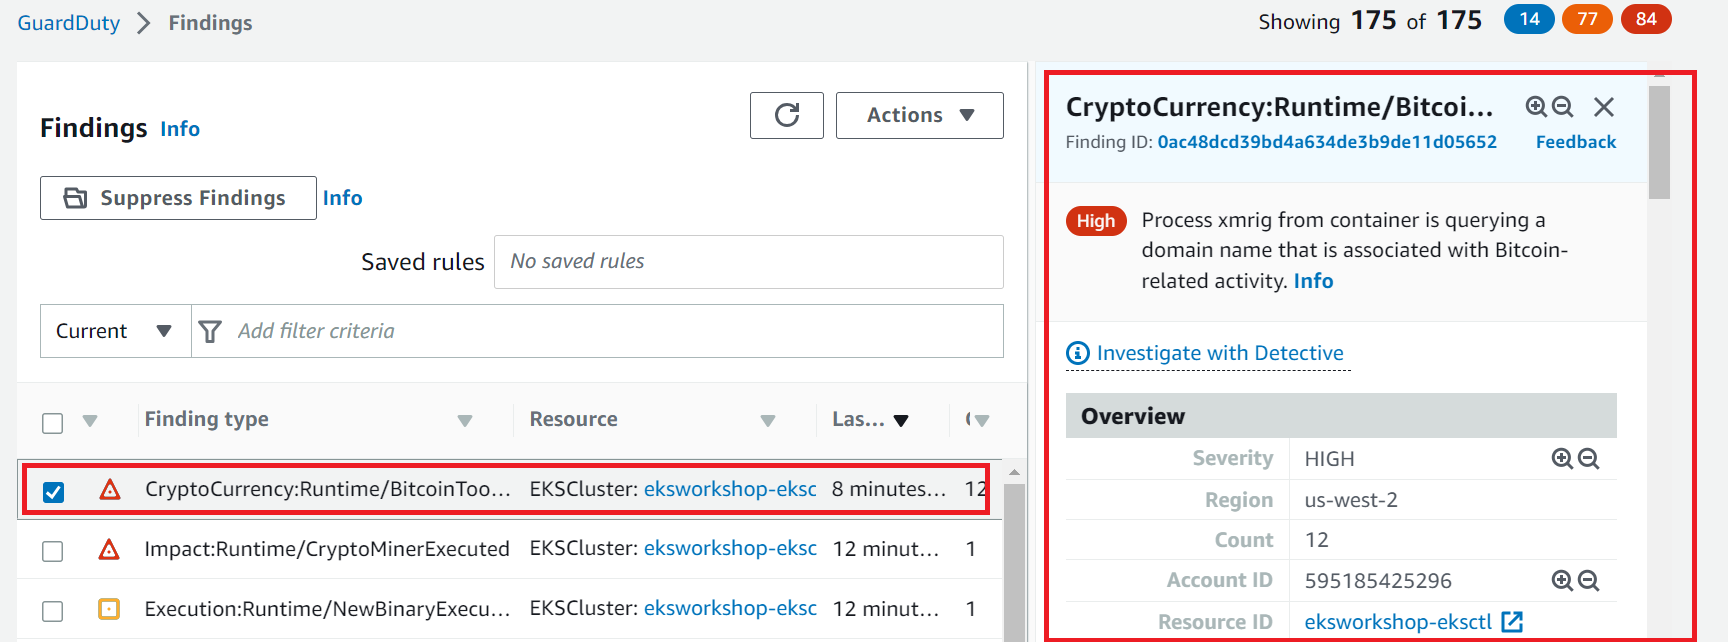 GuardDuty > Findings
Showing 175 of 175 14 77 84
Findings Info
Actions
Suppress Findings Info
Saved rules No saved rules
Current Add filter criteria
Finding type Resource Las...
CryptoCurrency:Runtime/BitcoinToo... EKSCluster: eksworkshop-eksc 8 minutes... 12
Impact:Runtime/CryptoMinerExecuted EKSCluster: eksworkshop-eksc 12 minut... 1
Execution:Runtime/NewBinaryExecu... EKSCluster: eksworkshop-eksc 12 minut... 1
CryptoCurrency:Runtime/Bitcoi...
Finding ID: 0ac48dcd39bd4a634de3b9de11d05652 Feedback
High Process xmrig from container is querying a
domain name that is associated with Bitcoin-
related activity. Info
Investigate with Detective
Overview
Severity HIGH
Region us-west-2
Count 12
Account ID 595185425296
Resource ID eksworkshop-eksctl